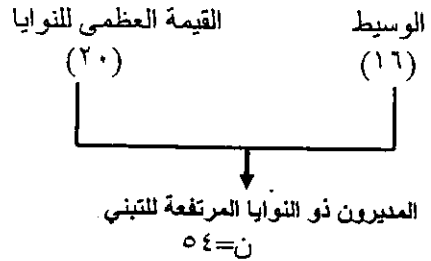 الوسيط
(١٦)
القيمة العظمى للنوايا
(٢٠)
المديرون ذو النوايا المرتفعة للتبني
ن=٥٤